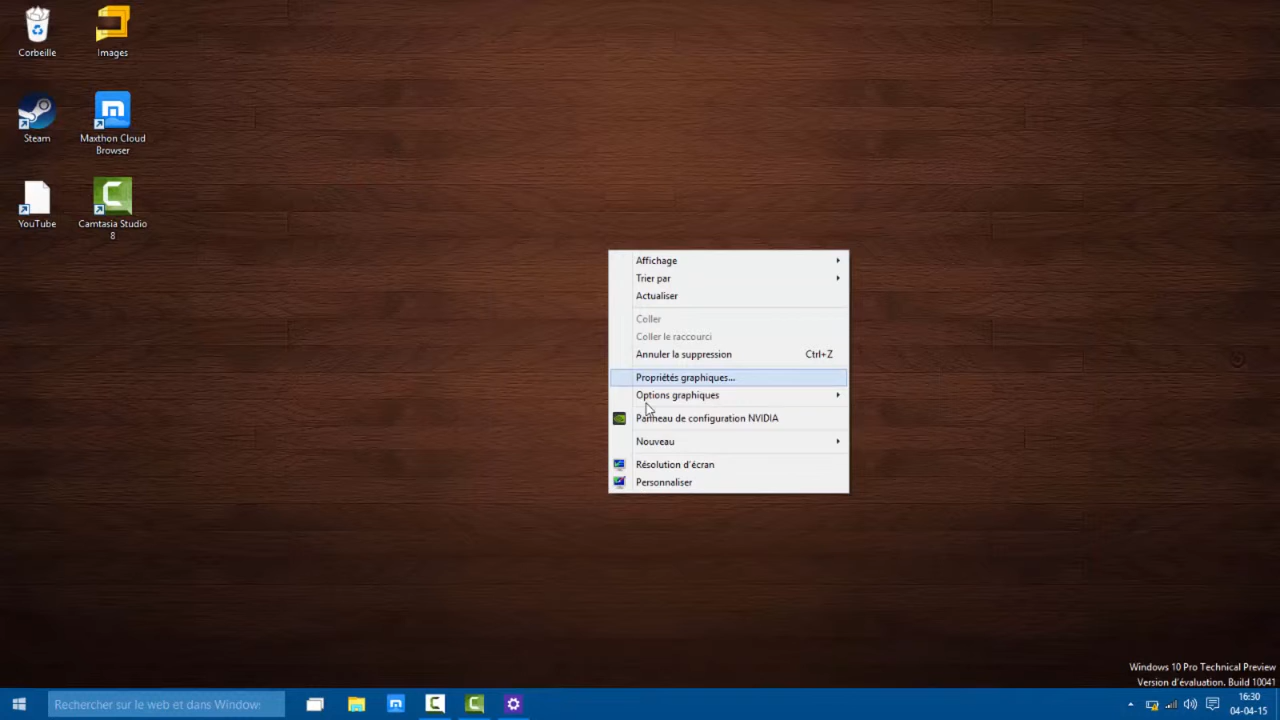 Corbeille
Images
Steam
Maxthon Cloud
Browser
YouTube
Camtasia Studio
8
Affichage
Trier par
Actualiser
Coller
Coller le raccourci
Annuler la suppression Ctrl+Z
Propriétés graphiques...
Options graphiques
Panneau de configuration NVIDIA
Nouveau
Résolution d'écran
Personnaliser
Windows 10 Pro Technical Preview
Version d'évaluation. Build 10041
Rechercher sur le web et dans Windows
16:30
04-04-15